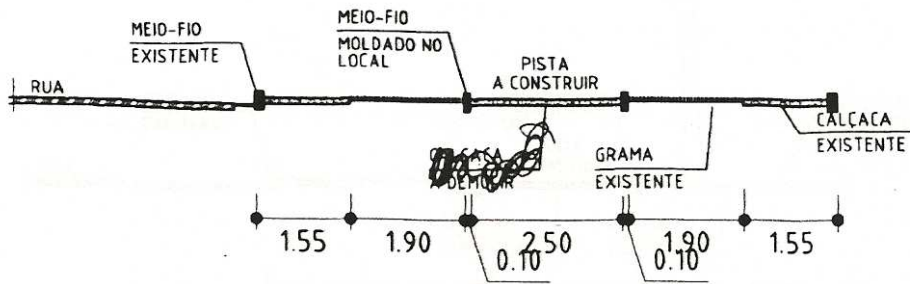 MEIO-FIO
EXISTENTE
MEIO-FIO
MOLDADO NO
LOCAL
PISTA
A CONSTRUIR
RUA
CALÇACA
EXISTENTE
GRAMA
EXISTENTE
A DEMOLIR
1.55
1.90
2.50
1.90
1.55
0.10
0.10